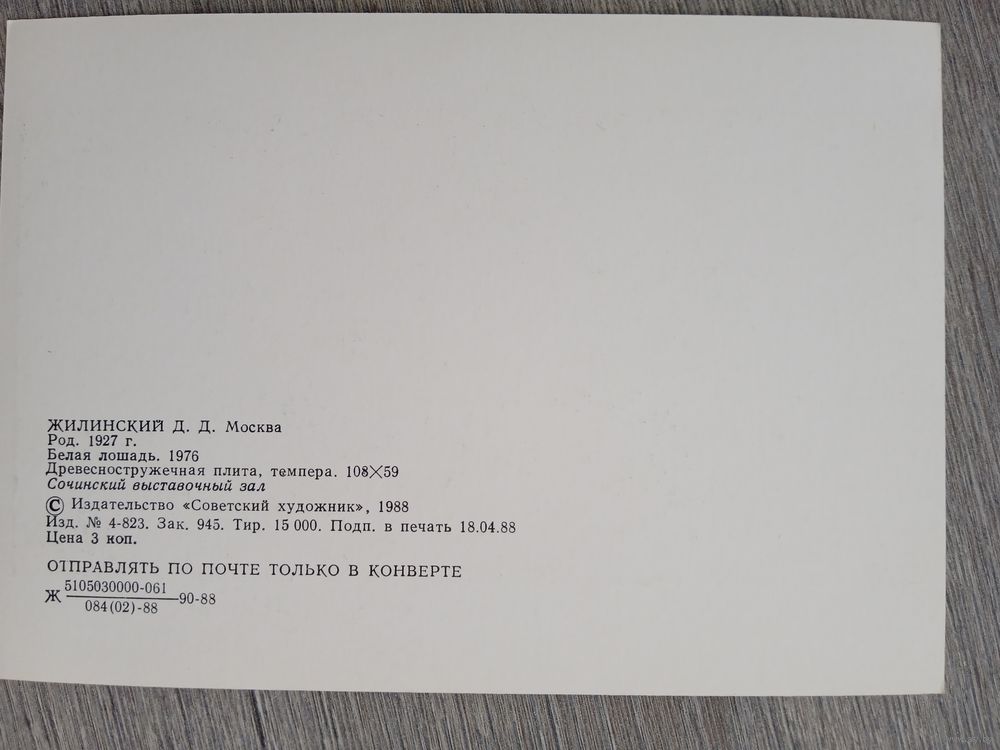 ЖИЛИНСКИЙ Д. Д. Москва
Род. 1927 г.
Белая лошадь. 1976
Древесностружечная плита, темпера. 108×59
Сочинский выставочный зал
© Издательство «Советский художник», 1988
Изд. № 4-823. Зак. 945. Тир. 15 000. Подп. в печать 18.04.88
Цена 3 коп.
ОТПРАВЛЯТЬ ПО ПОЧТЕ ТОЛЬКО В КОНВЕРТЕ
5105030000-061
Ж 90-88
084(02)-88